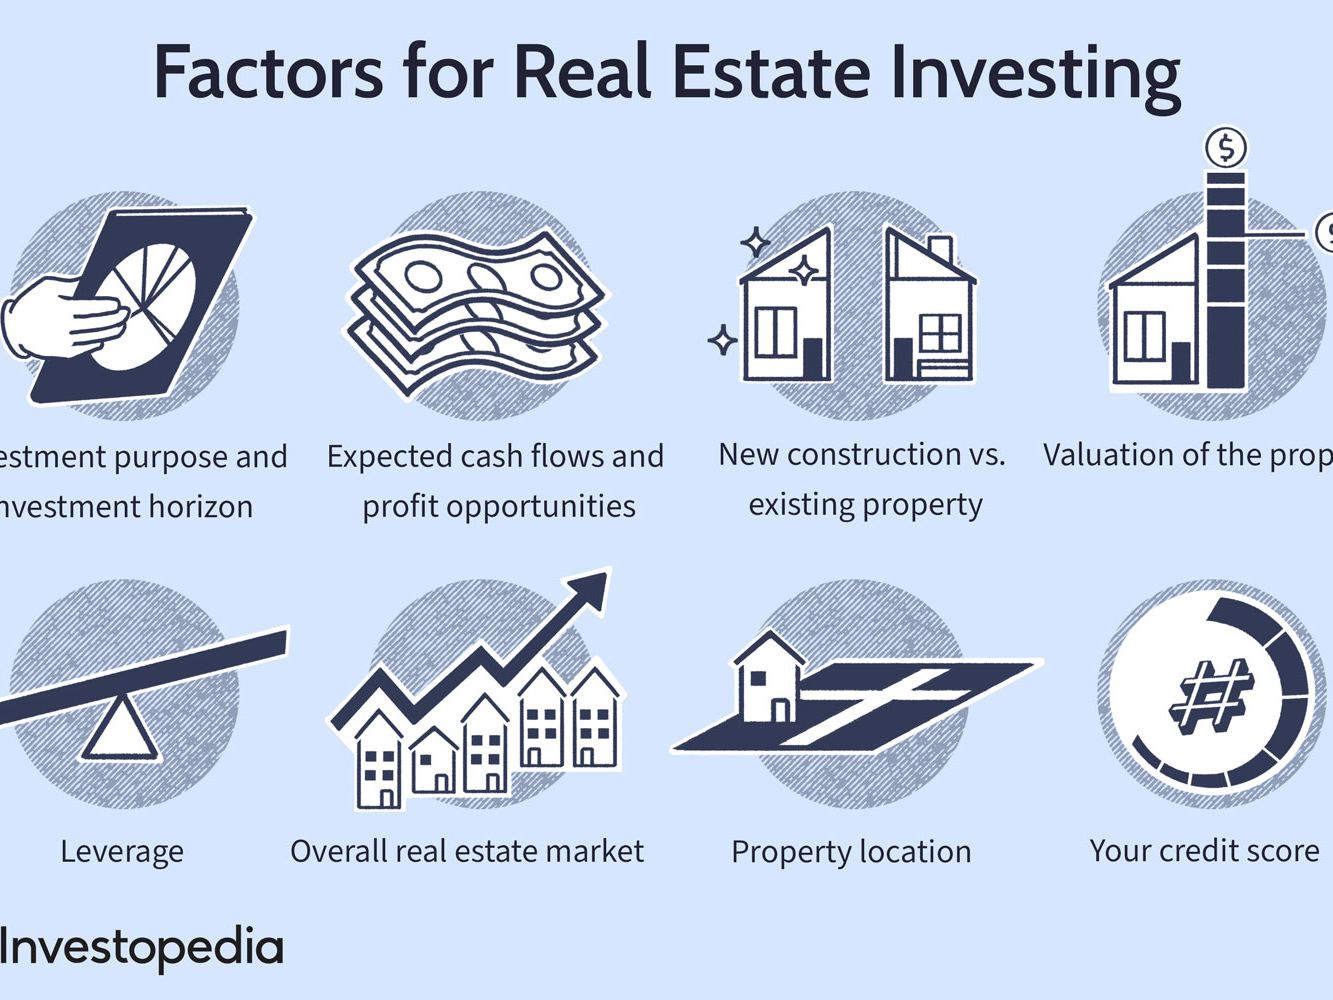 Factors for Real Estate Investing
$
estment purpose and
nvestment horizon
Expected cash flows and
profit opportunities
New construction vs.
existing property
Valuation of the prop
Leverage
Overall real estate market
Property location
#
Your credit score
Investopedia